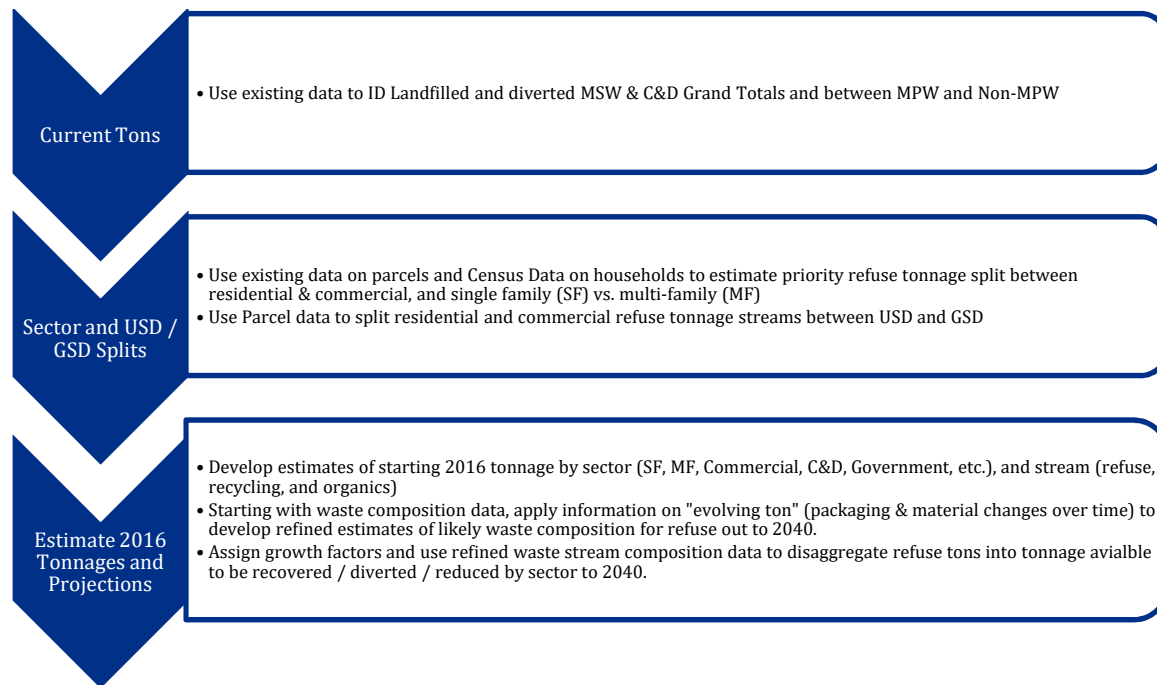 Current Tons
• Use existing data to ID Landfilled and diverted MSW & C&D Grand Totals and between MPW and Non-MPW
Sector and USD /
GSD Splits
• Use existing data on parcels and Census Data on households to estimate priority refuse tonnage split between
residential & commercial, and single family (SF) vs. multi-family (MF)
• Use Parcel data to split residential and commercial refuse tonnage streams between USD and GSD
Estimate 2016
Tonnages and
Projections
• Develop estimates of starting 2016 tonnage by sector (SF, MF, Commercial, C&D, Government, etc.), and stream (refuse,
recycling, and organics)
• Starting with waste composition data, apply information on "evolving ton" (packaging & material changes over time) to
develop refined estimates of likely waste composition for refuse out to 2040.
• Assign growth factors and use refined waste stream composition data to disaggregate refuse tons into tonnage avialble
to be recovered / diverted / reduced by sector to 2040.